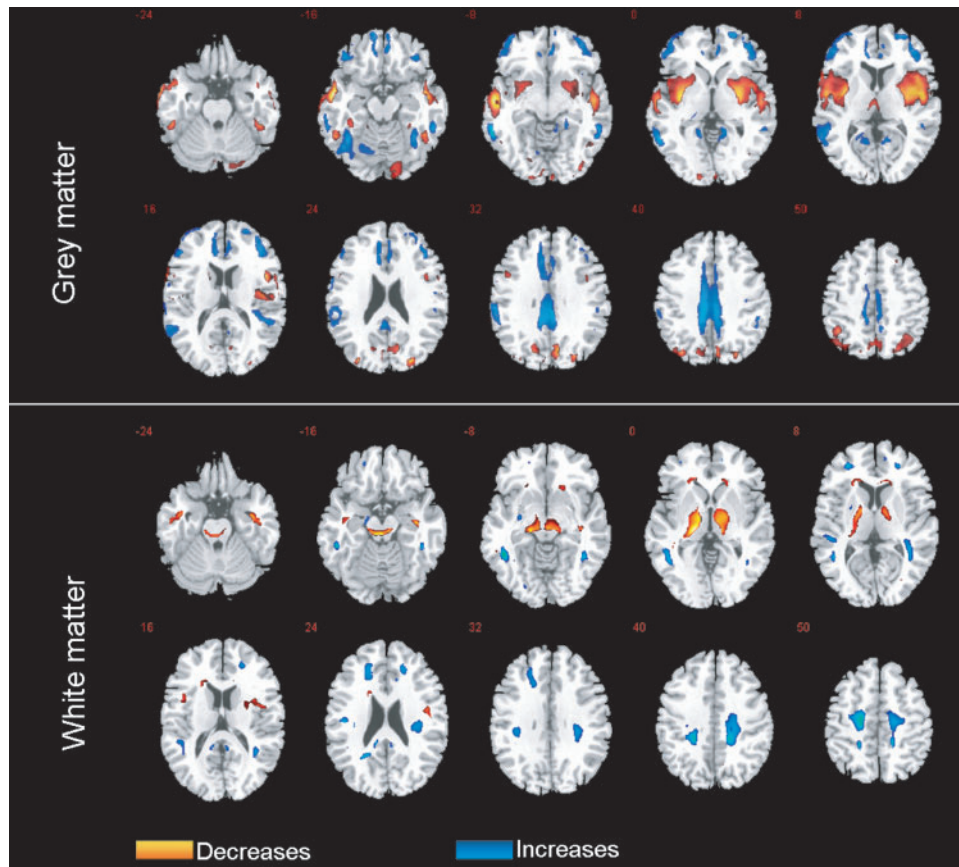 -24 -16 -8 0 8
Grey matter
16 24 32 40 50
-24 -16 -8 0 8
White matter
16 24 32 40 50
Decreases Increases